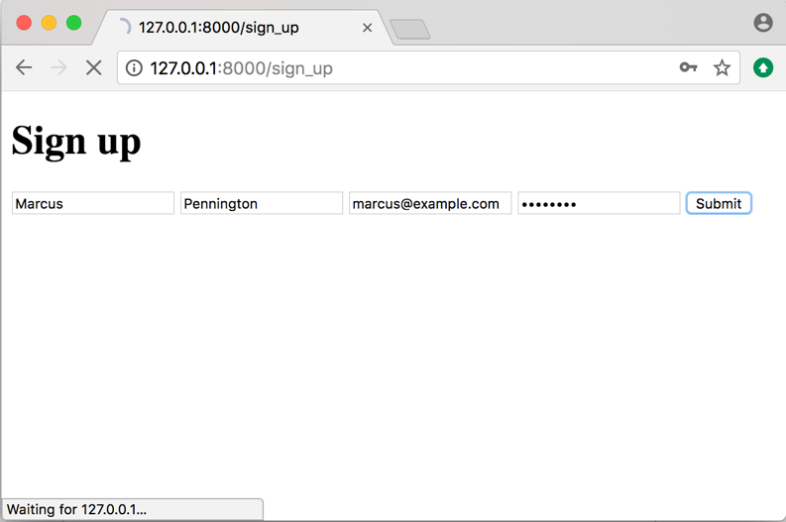 127.0.0.1:8000/sign_up
127.0.0.1:8000/sign_up
Sign up
Marcus Pennington marcus@example.com •••••••• Submit
Waiting for 127.0.0.1...